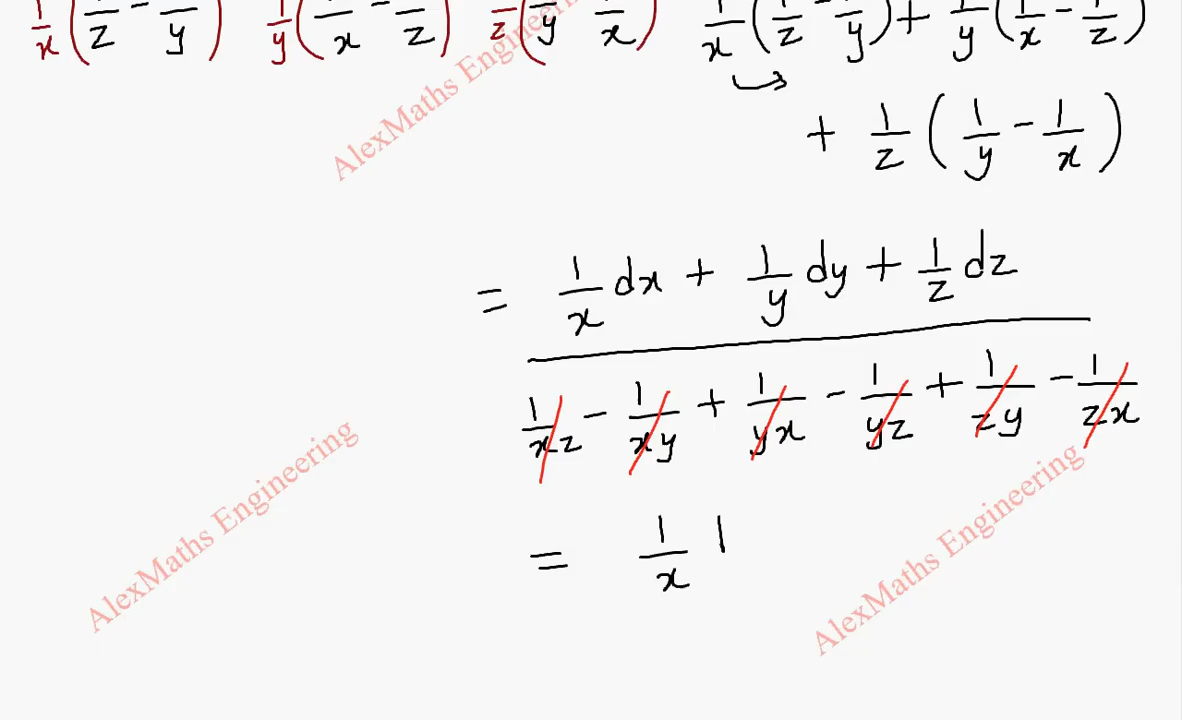 1/x (1/z - 1/y) 1/y (1/x - 1/z) 1/z (1/y 1/x) 1/x (1/z - 1/y) + 1/y (1/x - 1/z)
+ 1/z (1/y - 1/x)
AlexMaths Engineering
= 1/x dx + 1/y dy + 1/z dz
1/xz - 1/xy + 1/yx - 1/yz + 1/zy - 1/zx
= 1/x |
AlexMaths Engineering
AlexMaths Engineering